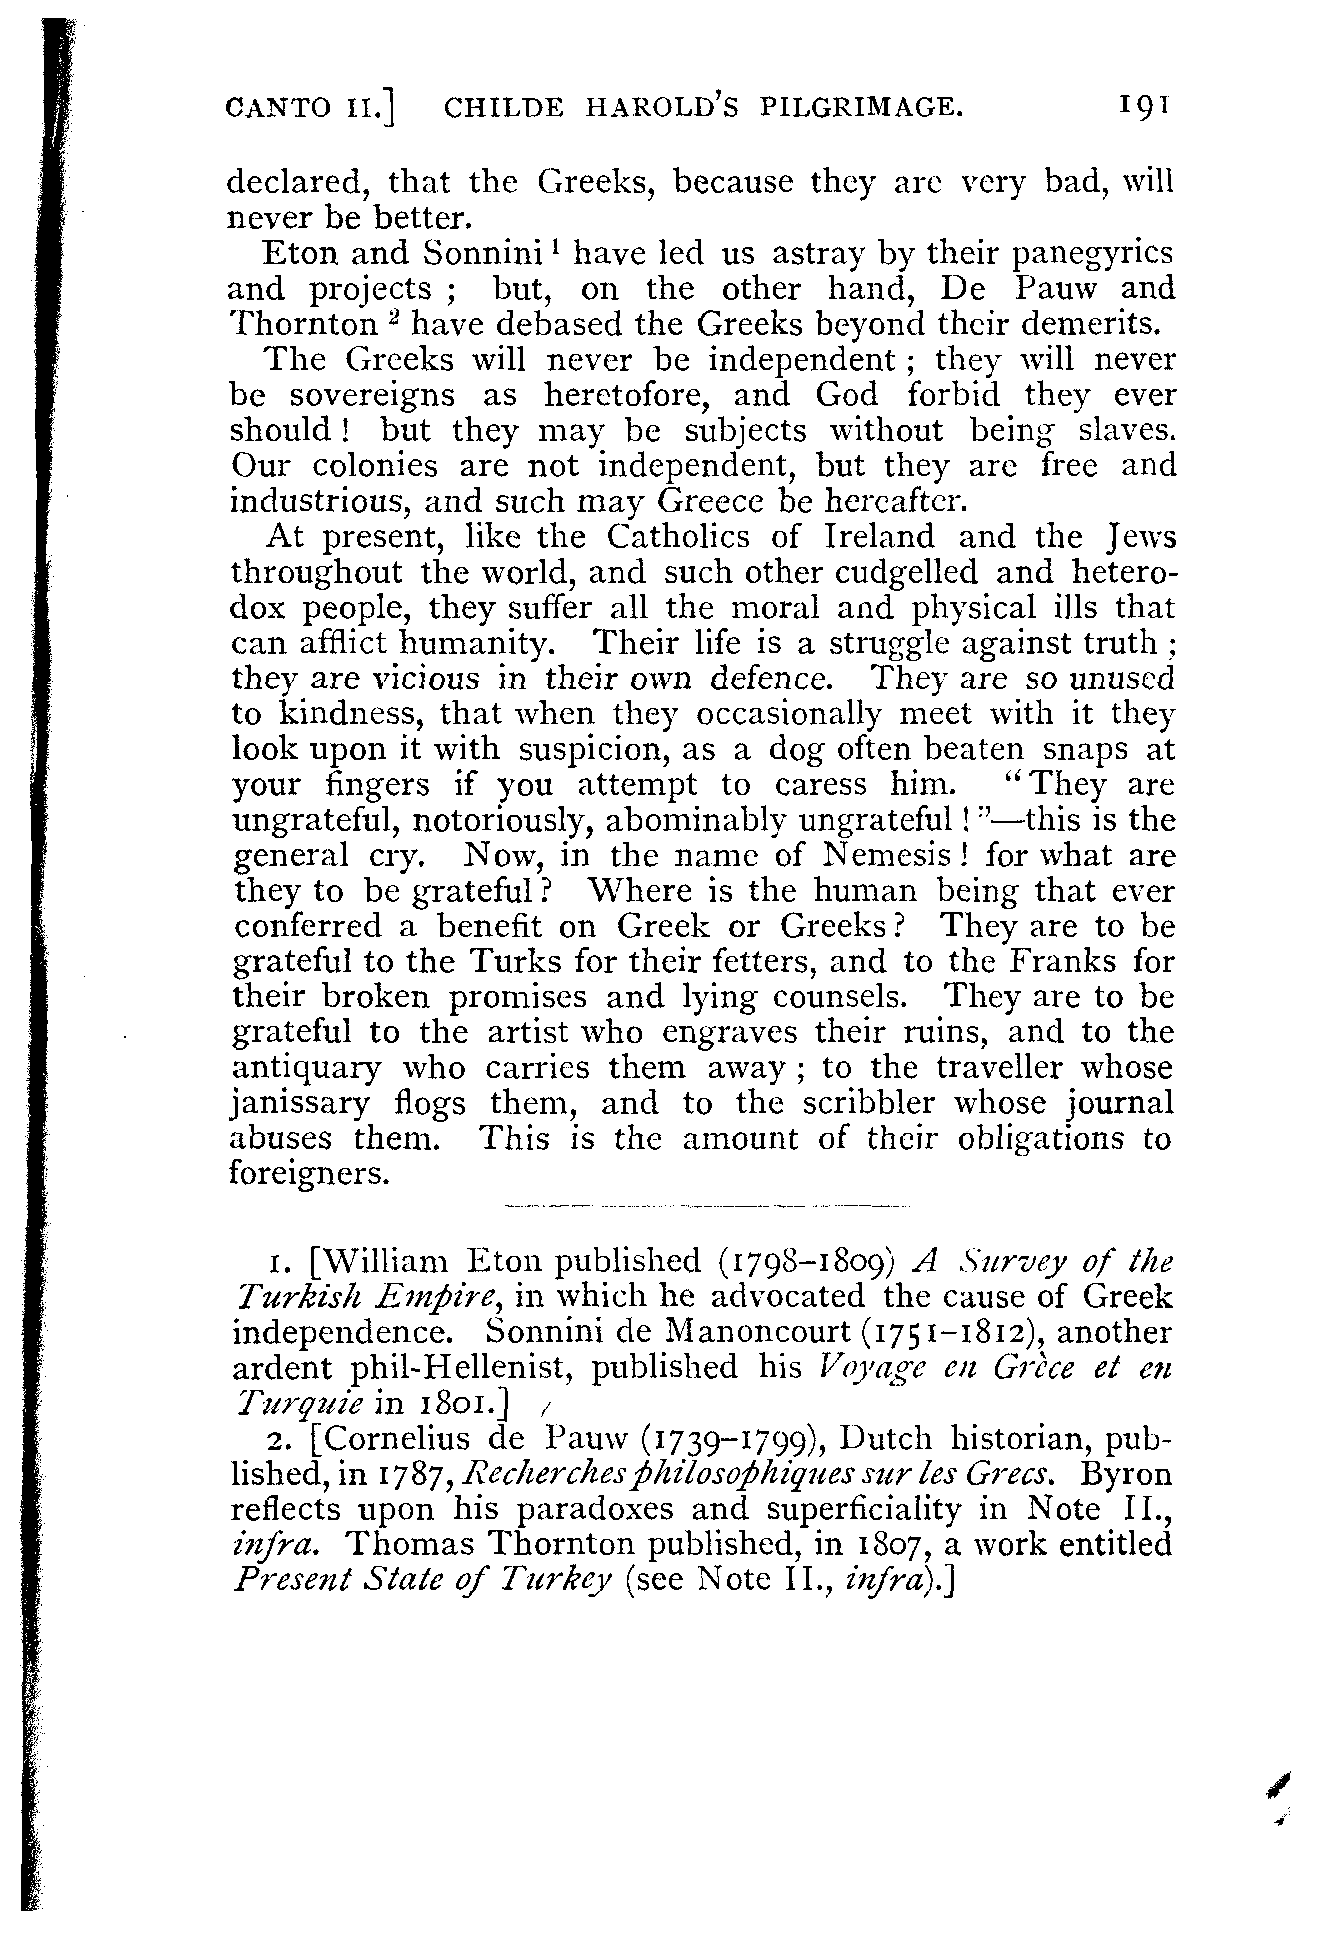 CANTO II.] CHILDE HAROLD'S PILGRIMAGE. 191
declared, that the Greeks, because they are very bad, will
never be better.
Eton and Sonnini¹ have led us astray by their panegyrics
and projects ; but, on the other hand, De Pauw and
Thornton² have debased the Greeks beyond their demerits.
The Greeks will never be independent ; they will never
be sovereigns as heretofore, and God forbid they ever
should ! but they may be subjects without being slaves.
Our colonies are not independent, but they are free and
industrious, and such may Greece be hereafter.
At present, like the Catholics of Ireland and the Jews
throughout the world, and such other cudgelled and hetero-
dox people, they suffer all the moral and physical ills that
can afflict humanity. Their life is a struggle against truth ;
they are vicious in their own defence. They are so unused
to kindness, that when they occasionally meet with it they
look upon it with suspicion, as a dog often beaten snaps at
your fingers if you attempt to caress him. "They are
ungrateful, notoriously, abominably ungrateful !"—this is the
general cry. Now, in the name of Nemesis ! for what are
they to be grateful ? Where is the human being that ever
conferred a benefit on Greek or Greeks ? They are to be
grateful to the Turks for their fetters, and to the Franks for
their broken promises and lying counsels. They are to be
grateful to the artist who engraves their ruins, and to the
antiquary who carries them away ; to the traveller whose
janissary flogs them, and to the scribbler whose journal
abuses them. This is the amount of their obligations to
foreigners.
1. [William Eton published (1798–1809) A Survey of the
Turkish Empire, in which he advocated the cause of Greek
independence. Sonnini de Manoncourt (1751–1812), another
ardent phil-Hellenist, published his Voyage en Grèce et en
Turquie in 1801.]
2. [Cornelius de Pauw (1739–1799), Dutch historian, pub-
lished, in 1787, Recherches philosophiques sur les Grecs. Byron
reflects upon his paradoxes and superficiality in Note II.,
infra. Thomas Thornton published, in 1807, a work entitled
Present State of Turkey (see Note II., infra).]